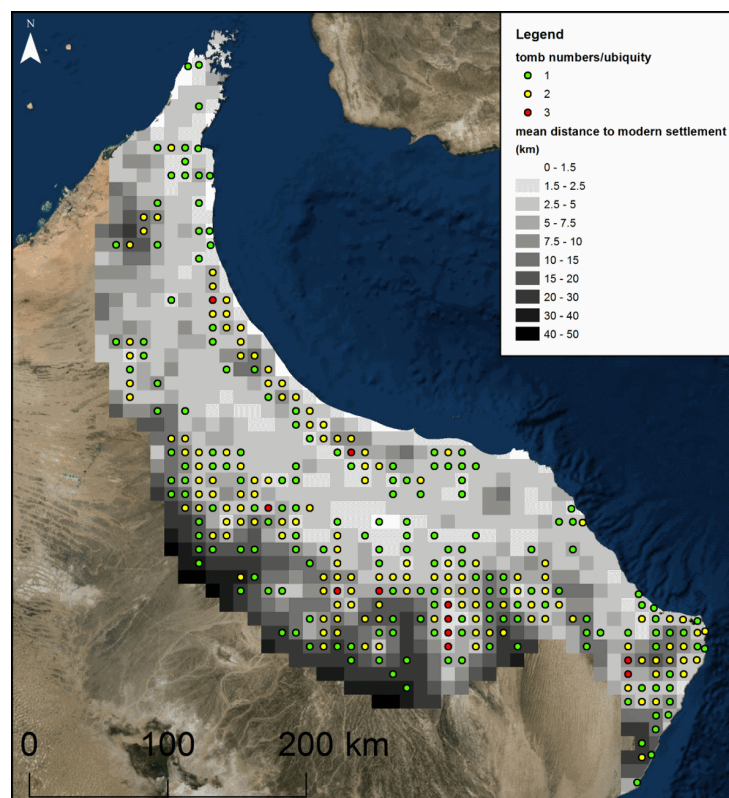 N
Legend
tomb numbers/ubiquity
1
2
3
mean distance to modern settlement
(km)
0 - 1.5
1.5 - 2.5
2.5 - 5
5 - 7.5
7.5 - 10
10 - 15
15 - 20
20 - 30
30 - 40
40 - 50
0 100 200 km